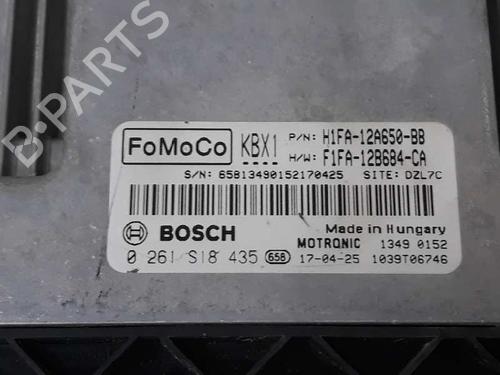 FoMoCo KBX1 P/N: H1FA-12A650-BB
H/W: F1FA-12B684-CA
S/N: 65813490152170425 SITE: DZL7C
BOSCH Made in Hungary
MOTRONIC 1349 0152
0 261 S18 435 658 17-04-25 1039T06746
B-PARTS